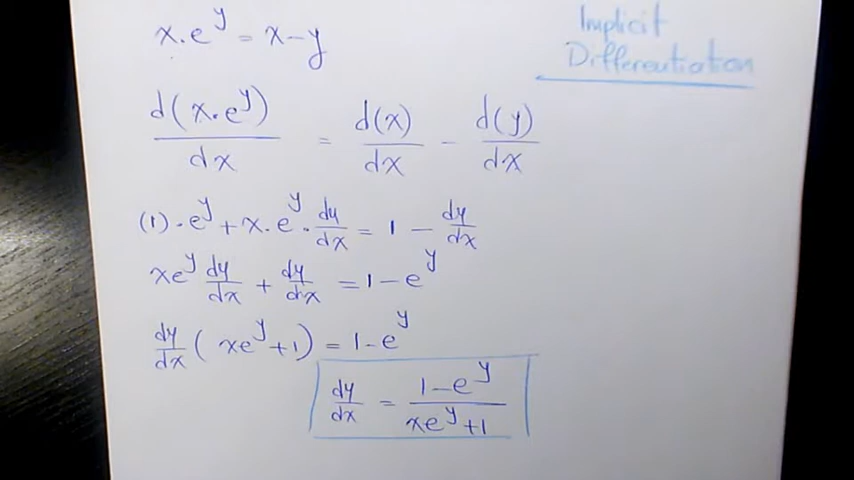 Implicit
Differentiation
x.e^y = x-y
d(x.e^y)/dx = d(x)/dx - d(y)/dx
(1).e^y + x.e^y.dy/dx = 1 - dy/dx
xe^y dy/dx + dy/dx = 1-e^y
dy/dx (xe^y+1) = 1-e^y
dy/dx = (1-e^y)/(xe^y+1)